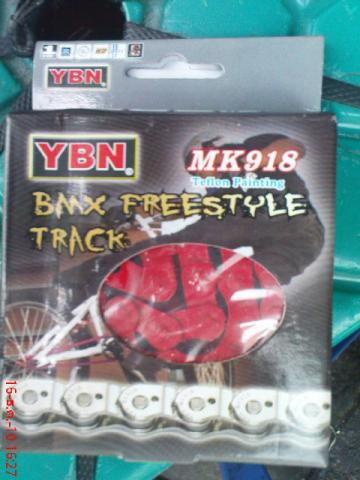 YBN®
YBN®
MK918
Teflon Painting
BMX FREESTYLE
TRACK